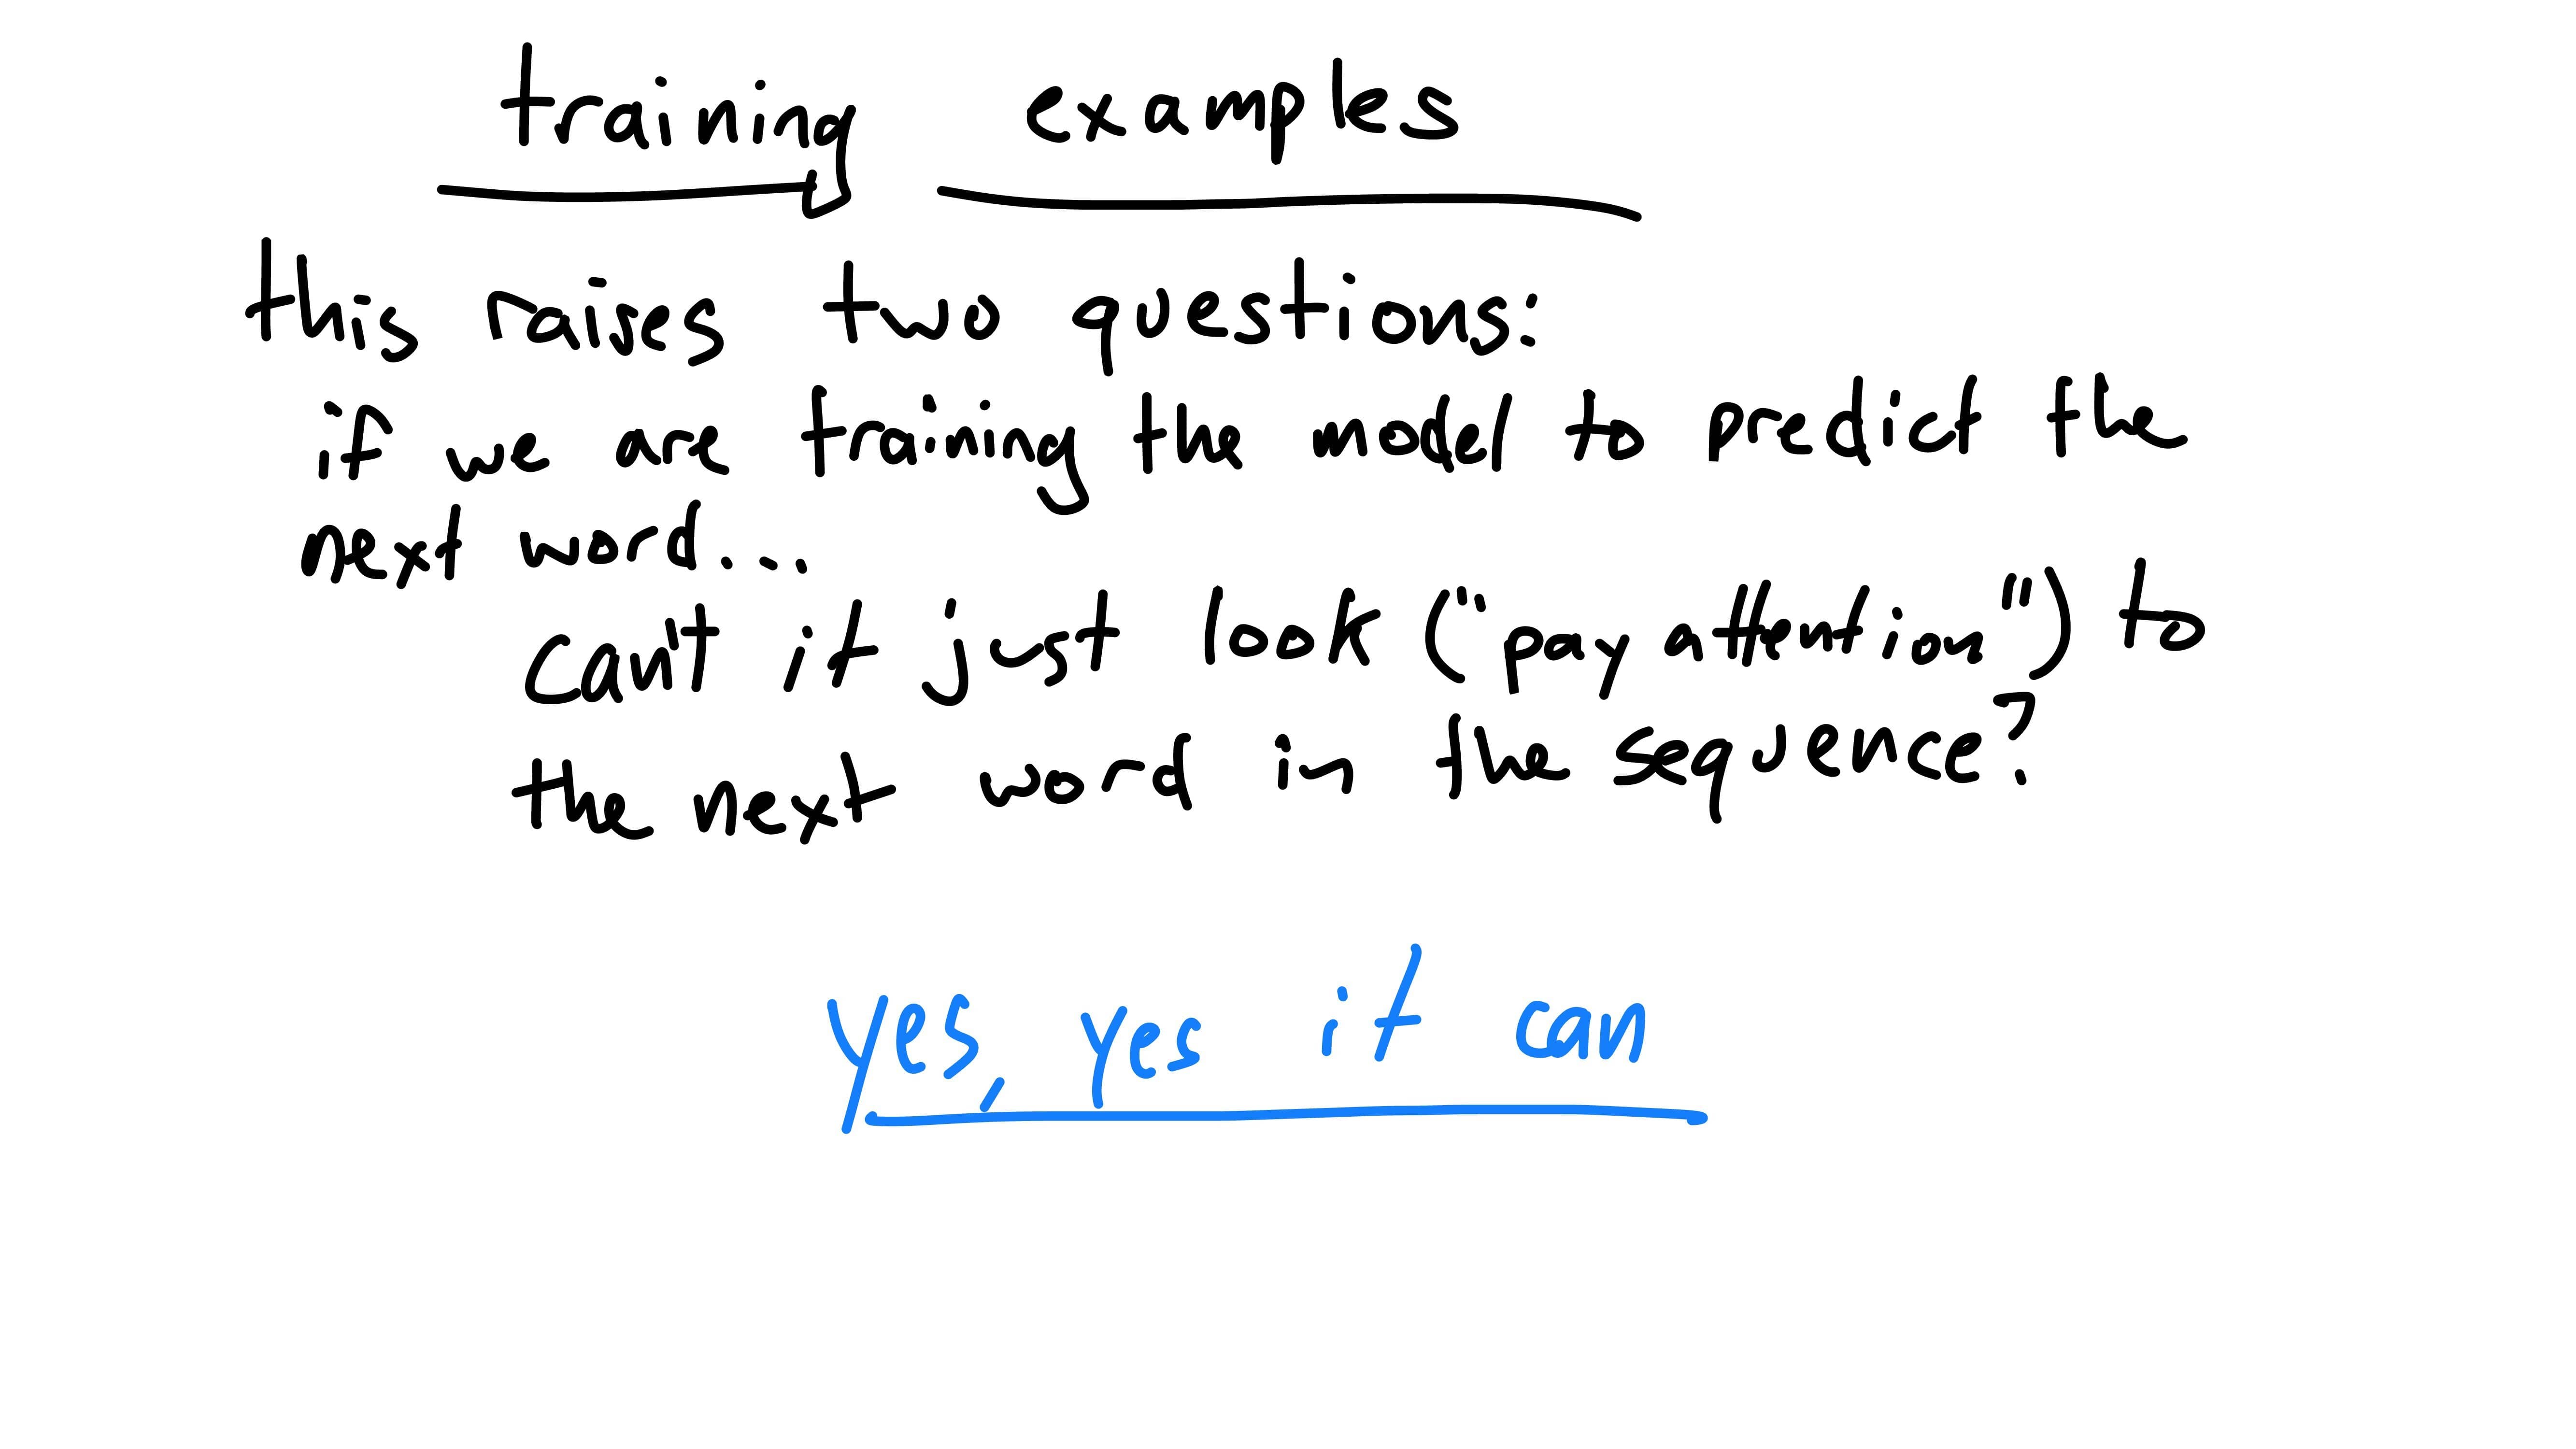 training examples
this raises two questions:
if we are training the model to predict the
next word...
can't it just look ("pay attention") to
the next word in the sequence?
yes, yes it can